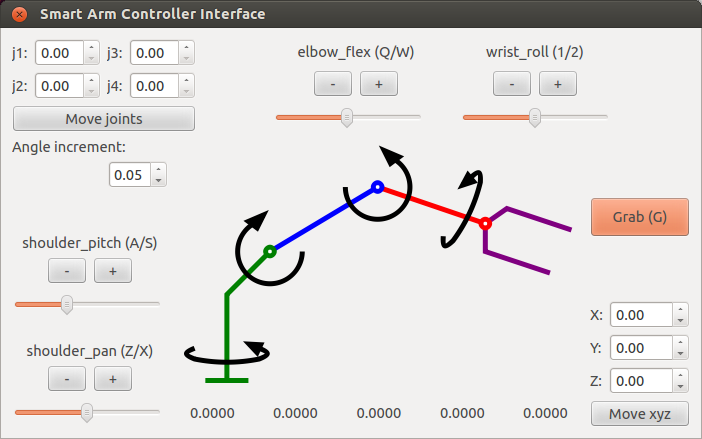 Smart Arm Controller Interface
j1: 0.00 j3: 0.00
j2: 0.00 j4: 0.00
Move joints
Angle increment:
0.05
elbow_flex (Q/W)
- +
wrist_roll (1/2)
- +
Grab (G)
shoulder_pitch (A/S)
- +
shoulder_pan (Z/X)
- +
X: 0.00
Y: 0.00
Z: 0.00
Move xyz
0.0000 0.0000 0.0000 0.0000 0.0000